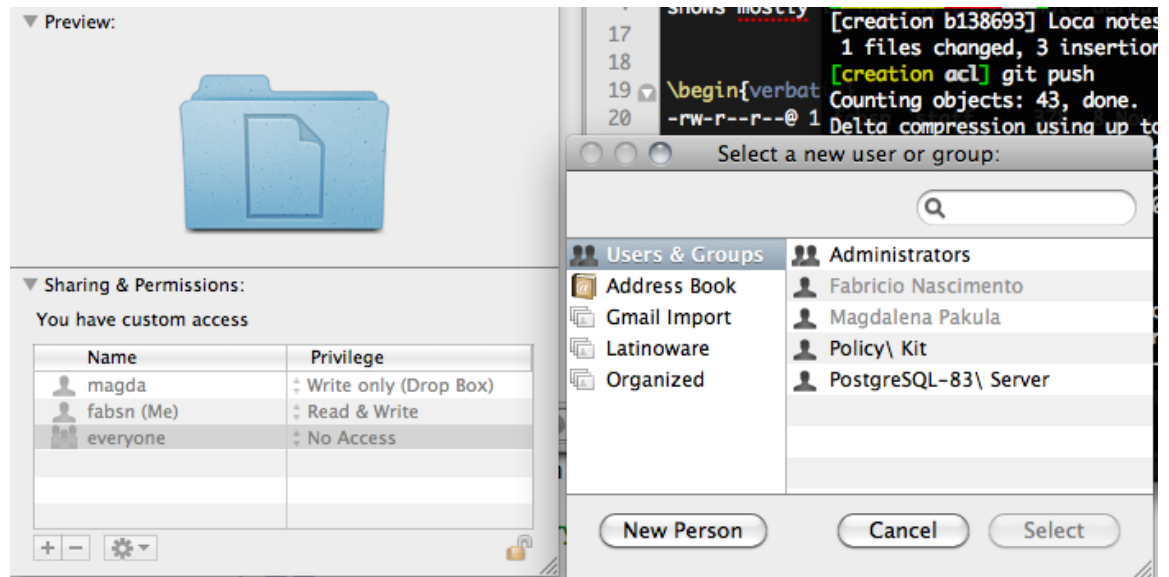 Preview:
Sharing & Permissions:
You have custom access
Name Privilege
magda Write only (Drop Box)
fabsn (Me) Read & Write
everyone No Access
shows mostly
17
18
19 \begin{verbat
20 -rw-r--r--@ 1
[creation b138693] Loca notes
1 files changed, 3 insertion
[creation acl] git push
Counting objects: 43, done.
Delta compression using up to
Select a new user or group:
Users & Groups
Address Book
Gmail Import
Latinoware
Organized
Administrators
Fabricio Nascimento
Magdalena Pakula
Policy\ Kit
PostgreSQL-83\ Server
New Person Cancel Select